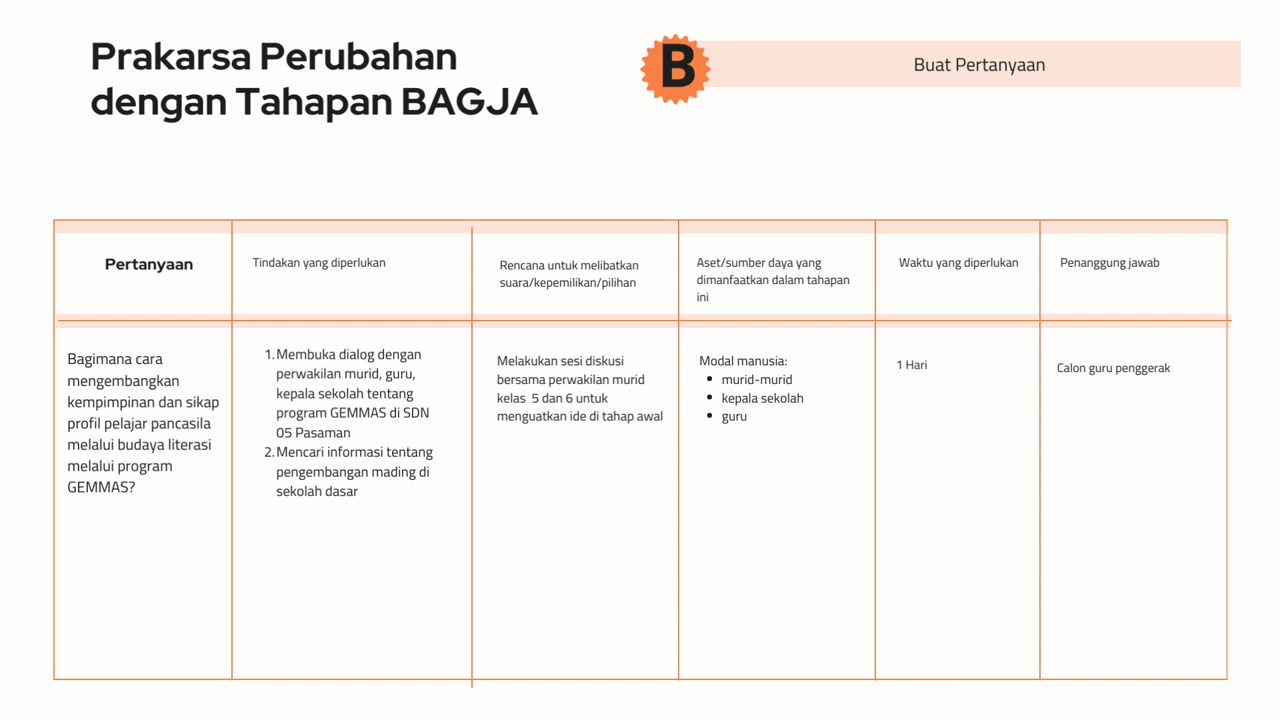 Prakarsa Perubahan
dengan Tahapan BAGJA
B
Buat Pertanyaan
Pertanyaan
Tindakan yang diperlukan
Rencana untuk melibatkan
suara/kepemilikan/pilihan
Aset/sumber daya yang
dimanfaatkan dalam tahapan
ini
Waktu yang diperlukan
Penanggung jawab
Bagimana cara
mengembangkan
kempimpinan dan sikap
profil pelajar pancasila
melalui budaya literasi
melalui program
GEMMAS?
1. Membuka dialog dengan
perwakilan murid, guru,
kepala sekolah tentang
program GEMMAS di SDN
05 Pasaman
2. Mencari informasi tentang
pengembangan mading di
sekolah dasar
Melakukan sesi diskusi
bersama perwakilan murid
kelas  5 dan 6 untuk
menguatkan ide di tahap awal
Modal manusia:
• murid-murid
• kepala sekolah
• guru
1 Hari
Calon guru penggerak